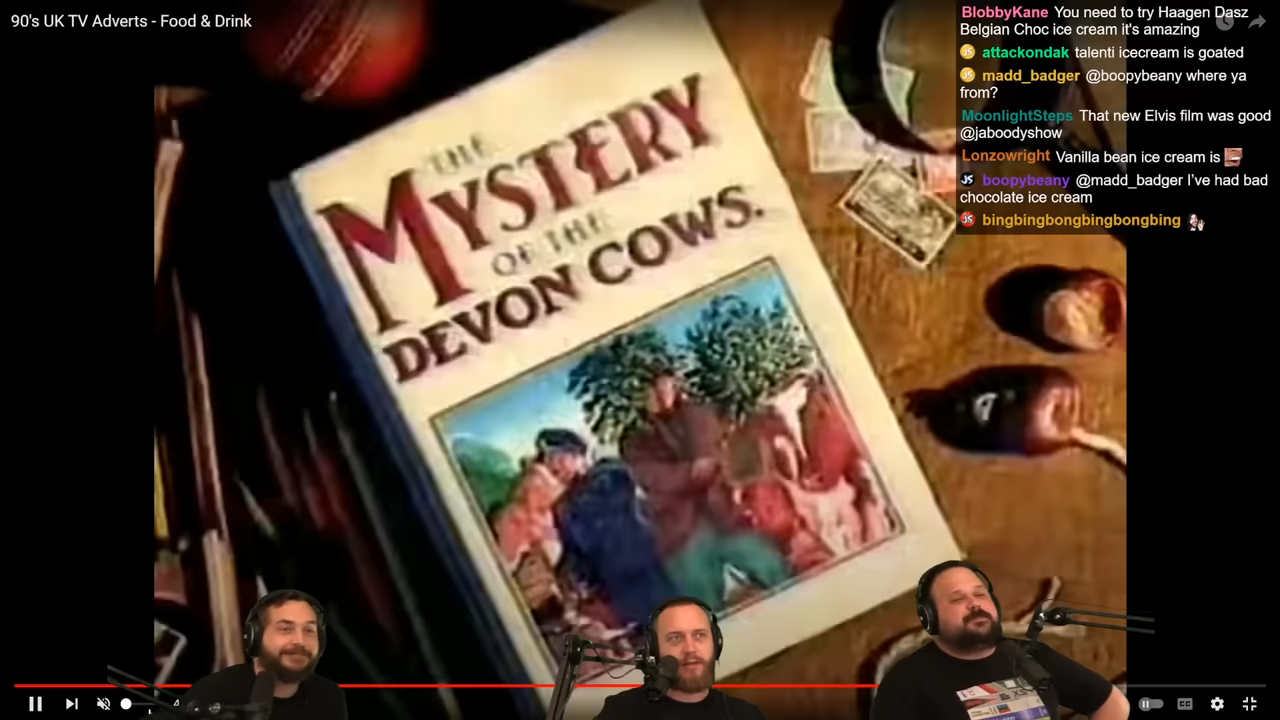 90's UK TV Adverts - Food & Drink
BlobbyKane You need to try Haagen Dasz
Belgian Choc ice cream it's amazing
attackondak talenti icecream is goated
madd_badger @boopybeany where ya
from?
MoonlightSteps That new Elvis film was good
@jaboodyshow
Lonzowright Vanilla bean ice cream is
boopybeany @madd_badger I've had bad
chocolate ice cream
bingbingbongbingbongbing
THE
MYSTERY
OF THE
DEVON COWS.
CC